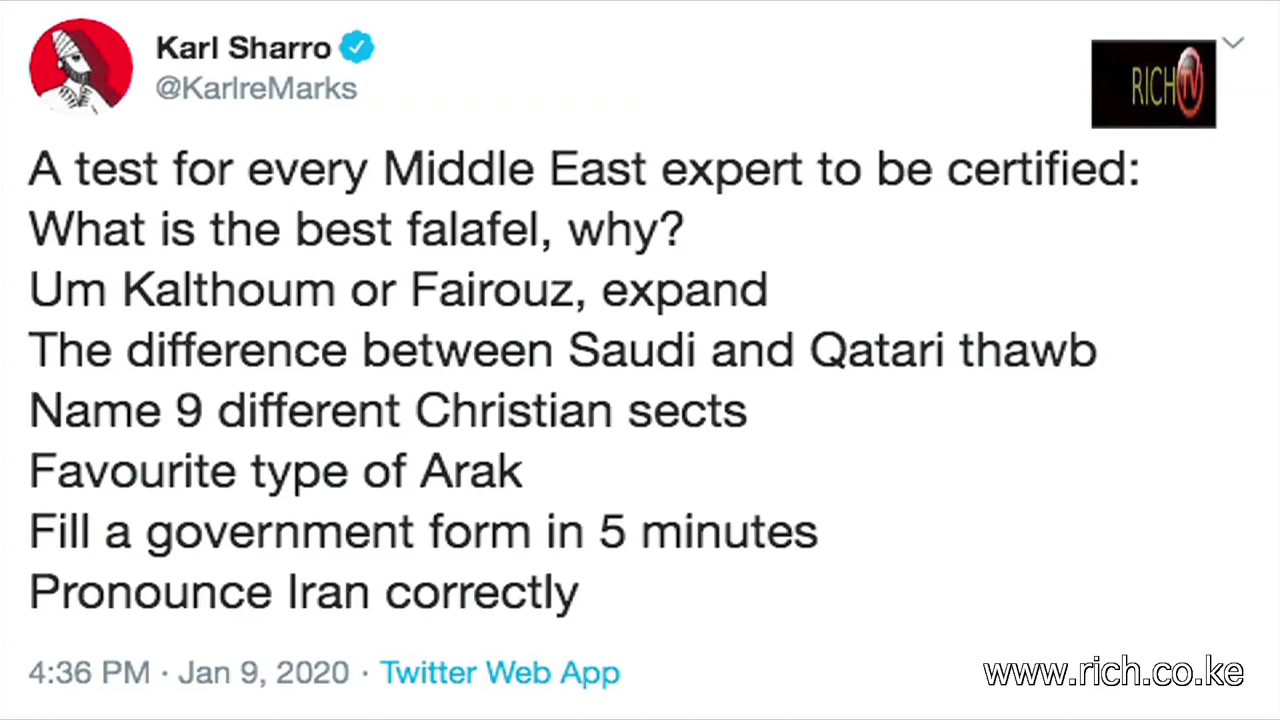 Karl Sharro
@KarlreMarks
RICH TV
A test for every Middle East expert to be certified:
What is the best falafel, why?
Um Kalthoum or Fairouz, expand
The difference between Saudi and Qatari thawb
Name 9 different Christian sects
Favourite type of Arak
Fill a government form in 5 minutes
Pronounce Iran correctly
4:36 PM · Jan 9, 2020 · Twitter Web App
www.rich.co.ke